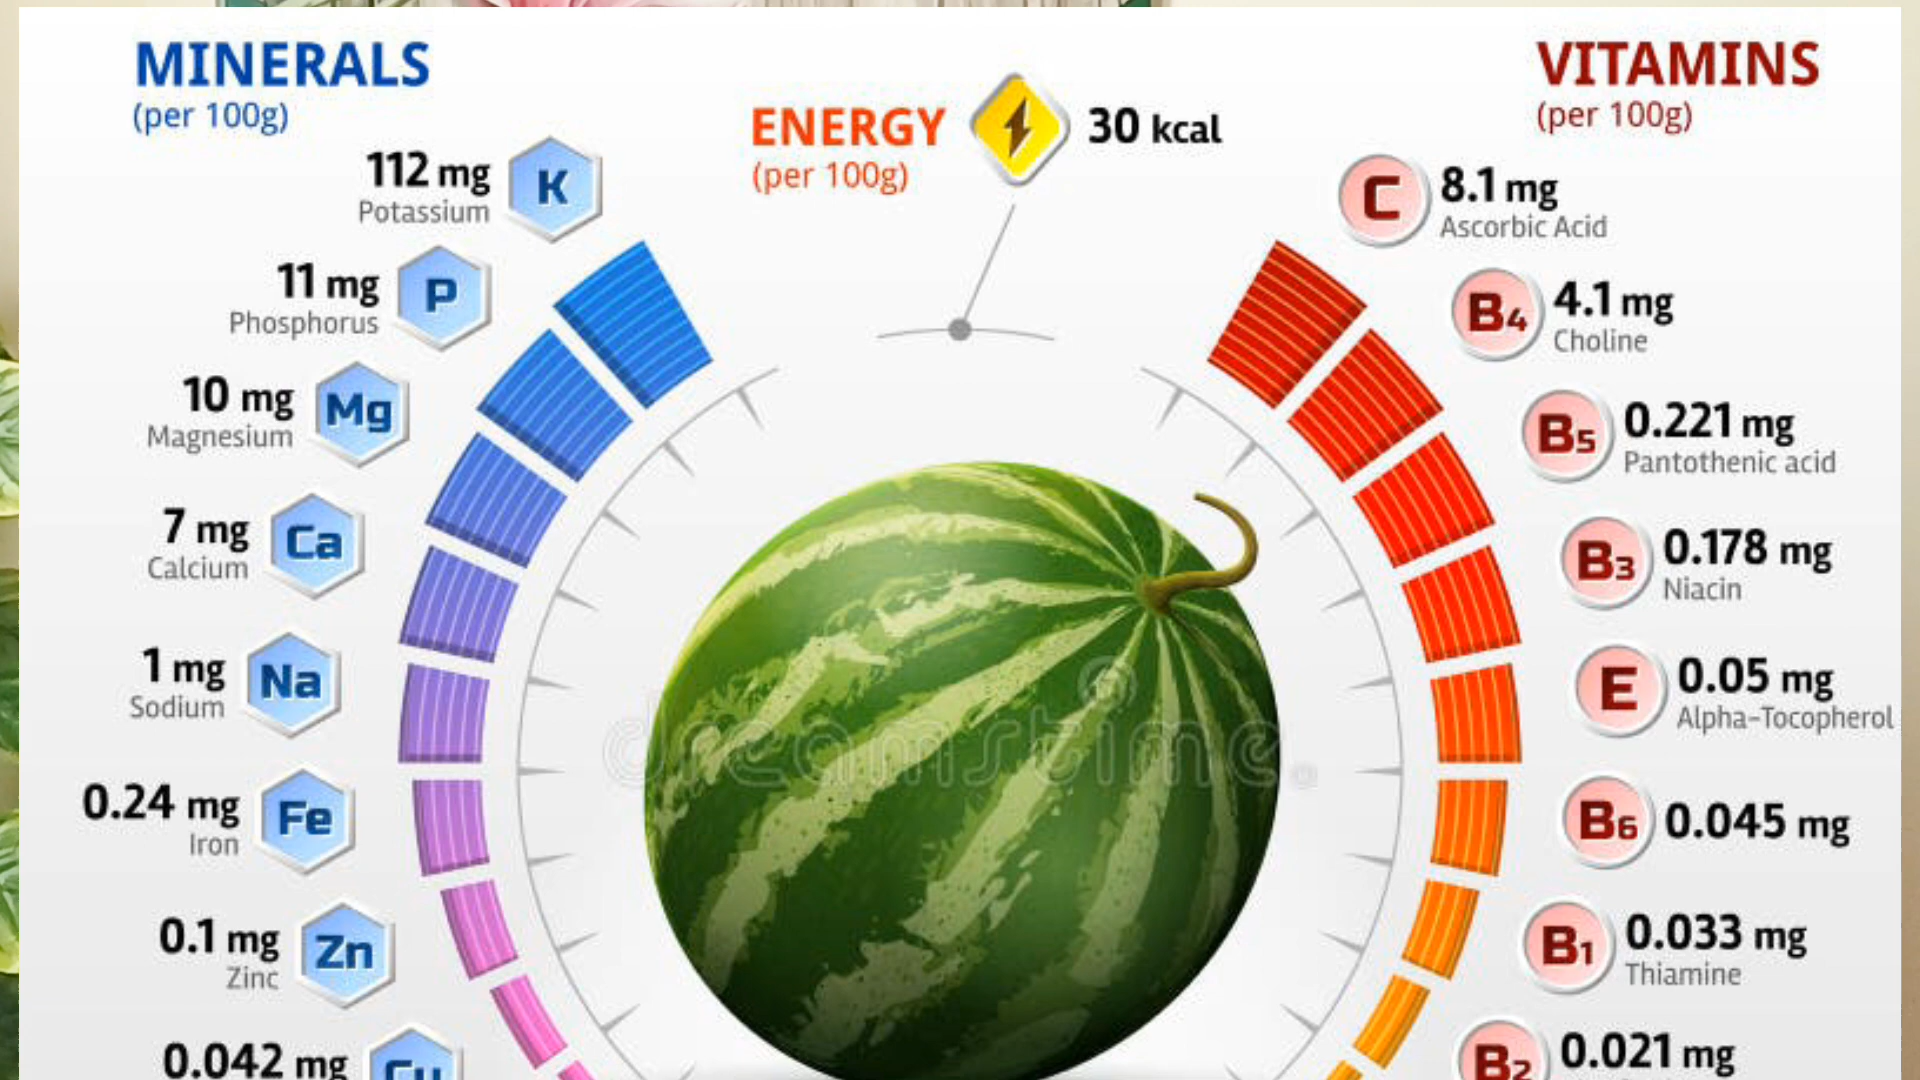 MINERALS
(per 100g)
112 mg
Potassium
K
11 mg
Phosphorus
P
10 mg
Magnesium
Mg
7 mg
Calcium
Ca
1 mg
Sodium
Na
0.24 mg
Iron
Fe
0.1 mg
Zinc
Zn
0.042 mg
Cu
ENERGY
(per 100g)
30 kcal
VITAMINS
(per 100g)
C
8.1 mg
Ascorbic Acid
B4
4.1 mg
Choline
B5
0.221 mg
Pantothenic acid
B3
0.178 mg
Niacin
E
0.05 mg
Alpha-Tocopherol
B6
0.045 mg
B1
0.033 mg
Thiamine
B2
0.021 mg
dreamstime